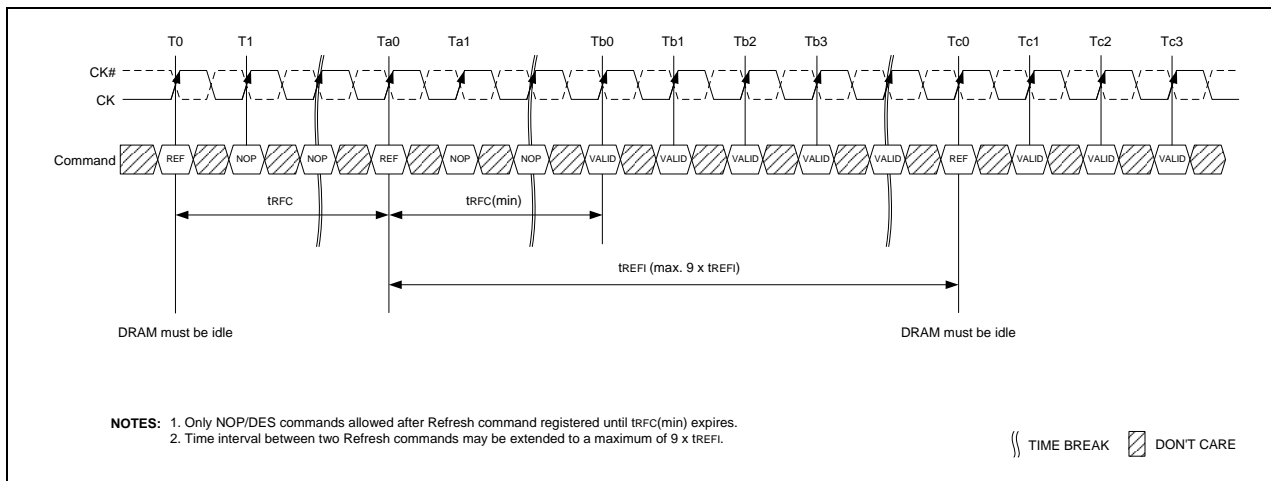 T0 T1 Ta0 Ta1 Tb0 Tb1 Tb2 Tb3 Tc0 Tc1 Tc2 Tc3
CK#
CK
Command REF NOP NOP REF NOP NOP VALID VALID VALID VALID VALID REF VALID VALID VALID
tRFC tRFC(min)
tREFI (max. 9 x tREFI)
DRAM must be idle DRAM must be idle
NOTES: 1. Only NOP/DES commands allowed after Refresh command registered until tRFC(min) expires.
2. Time interval between two Refresh commands may be extended to a maximum of 9 x tREFI.
TIME BREAK DON'T CARE